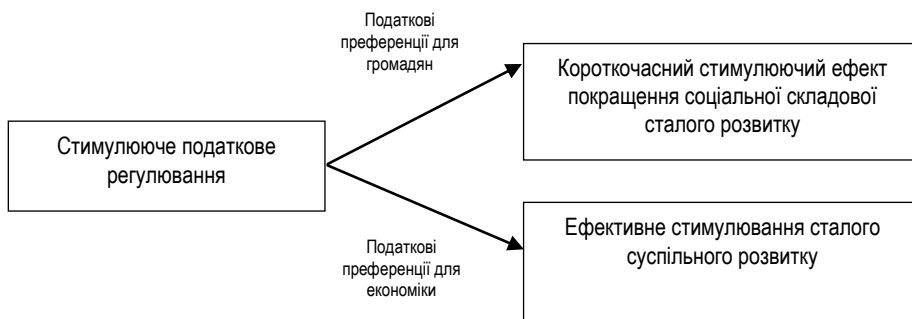 Податкові
преференції для
громадян
Короткочасний стимулюючий ефект
покращення соціальної складової
сталого розвитку
Стимулююче податкове
регулювання
Ефективне стимулювання сталого
суспільного розвитку
Податкові
преференції для
економіки